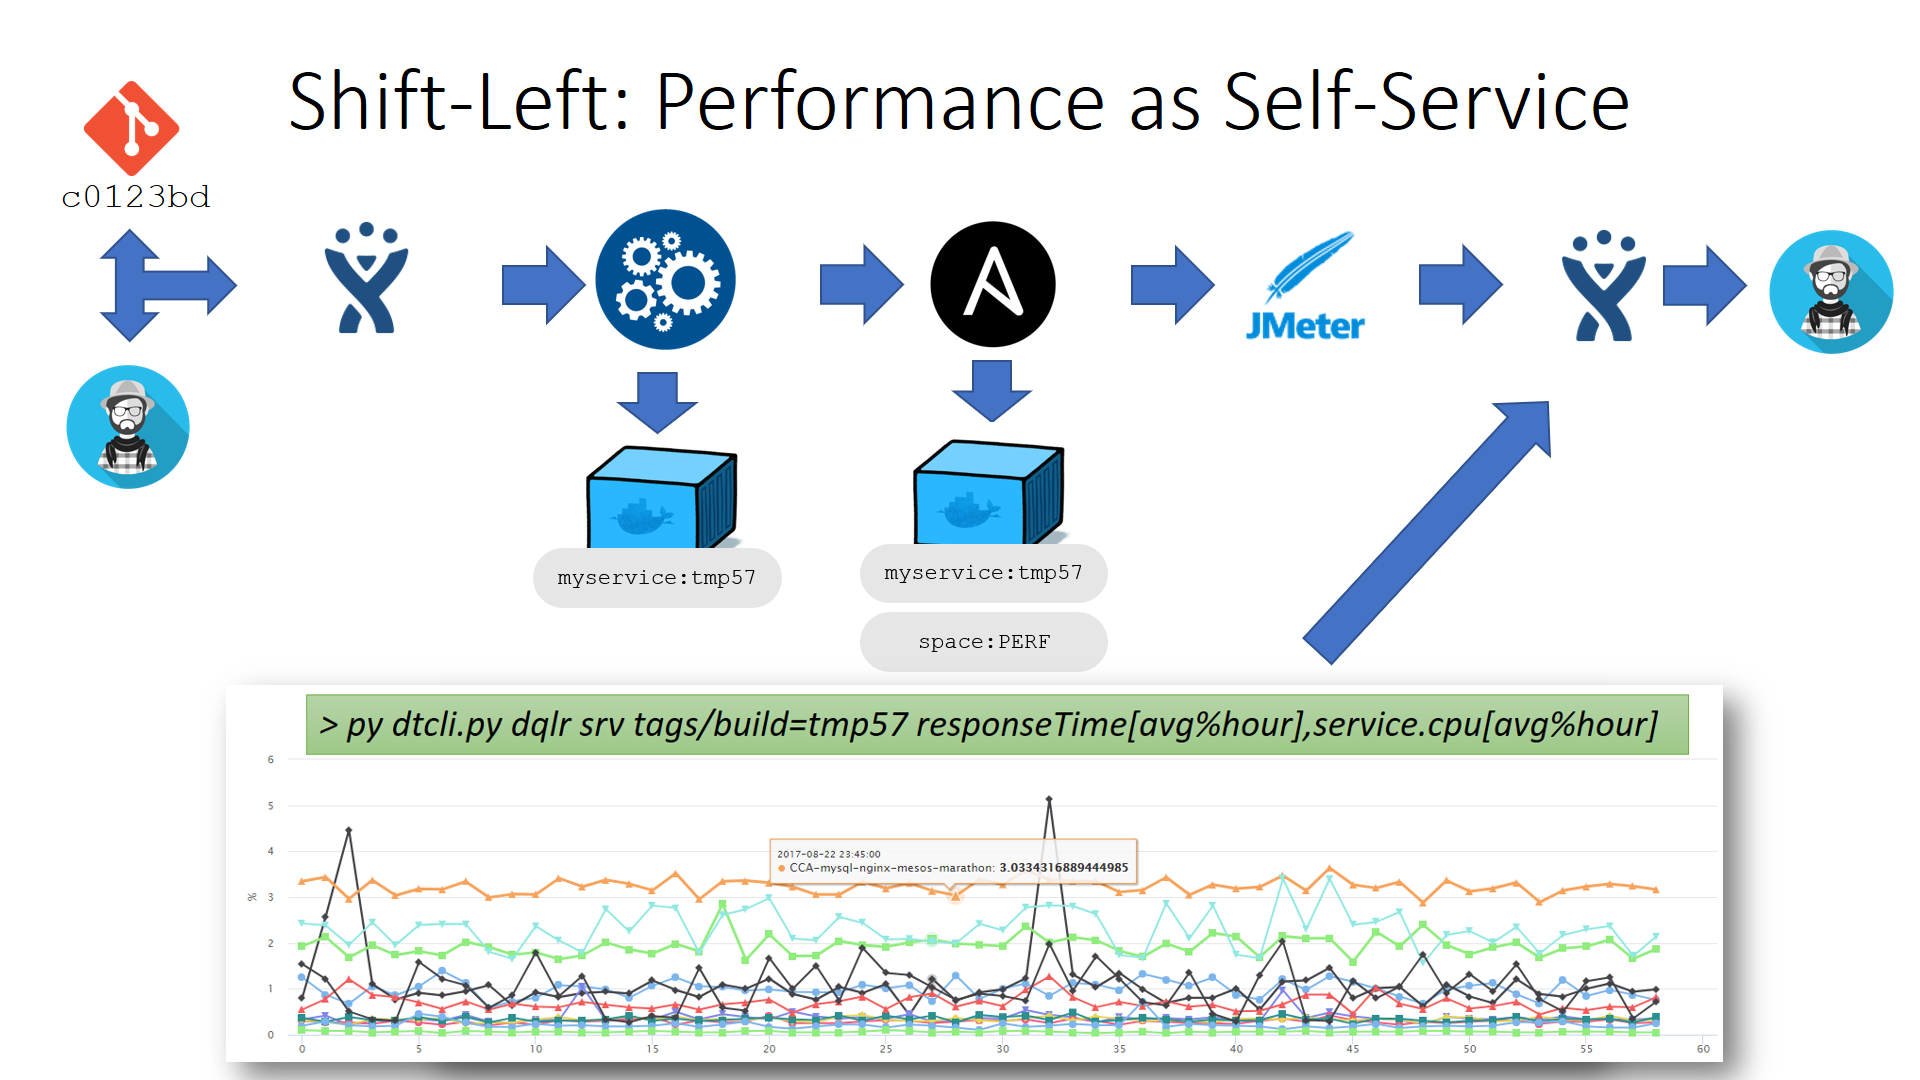 Shift-Left: Performance as Self-Service
c0123bd
JMeter
myservice:tmp57
myservice:tmp57
space:PERF
> py dtcli.py dqlr srv tags/build=tmp57 responseTime[avg%hour],service.cpu[avg%hour]
6
5
4
3
2
1
0
%
2017-08-22 23:45:00
CCA-mysql-nginx-mesos-marathon: 3.0334316889444985
0 5 10 15 20 25 30 35 40 45 50 55 60